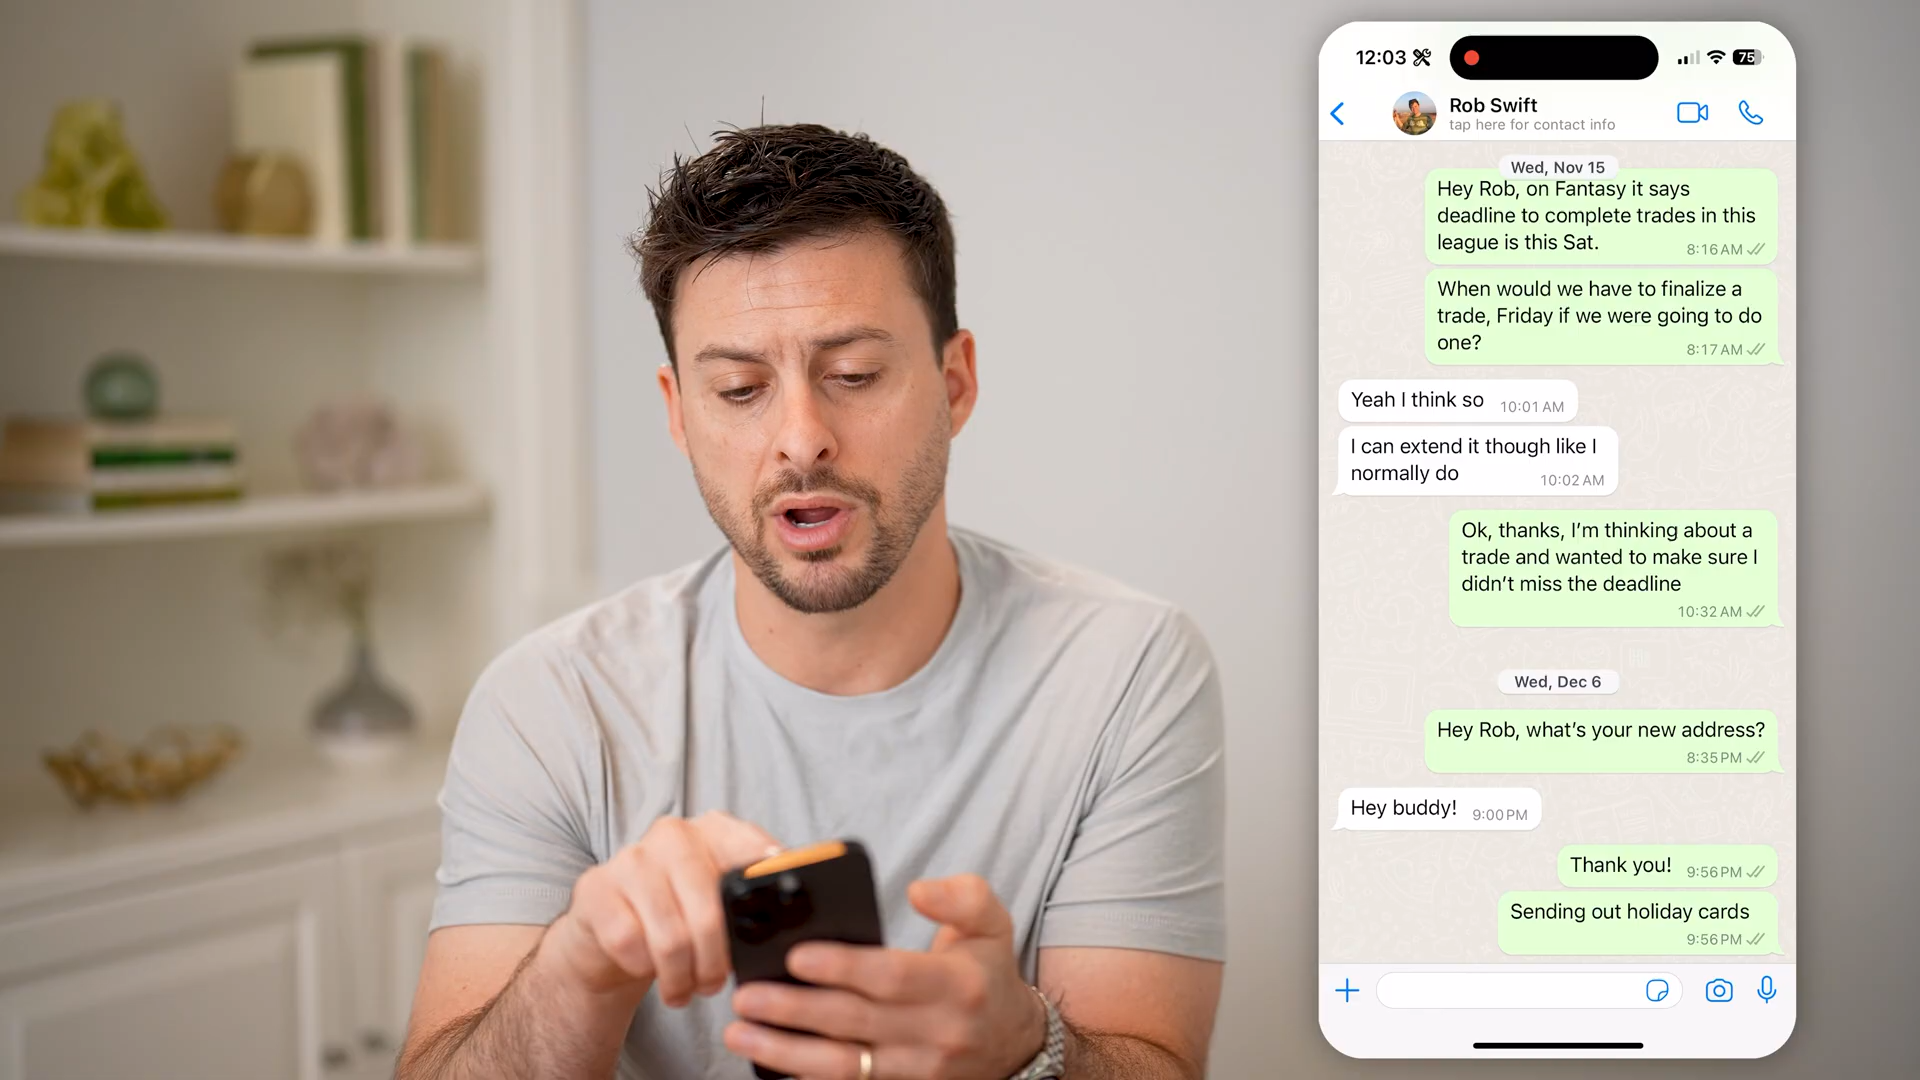 12:03
75
Rob Swift
tap here for contact info
Wed, Nov 15
Hey Rob, on Fantasy it says
deadline to complete trades in this
league is this Sat.
8:16 AM
When would we have to finalize a
trade, Friday if we were going to do
one?
8:17 AM
Yeah I think so 10:01 AM
I can extend it though like I
normally do 10:02 AM
Ok, thanks, I’m thinking about a
trade and wanted to make sure I
didn’t miss the deadline
10:32 AM
Wed, Dec 6
Hey Rob, what’s your new address?
8:35 PM
Hey buddy! 9:00 PM
Thank you! 9:56 PM
Sending out holiday cards
9:56 PM